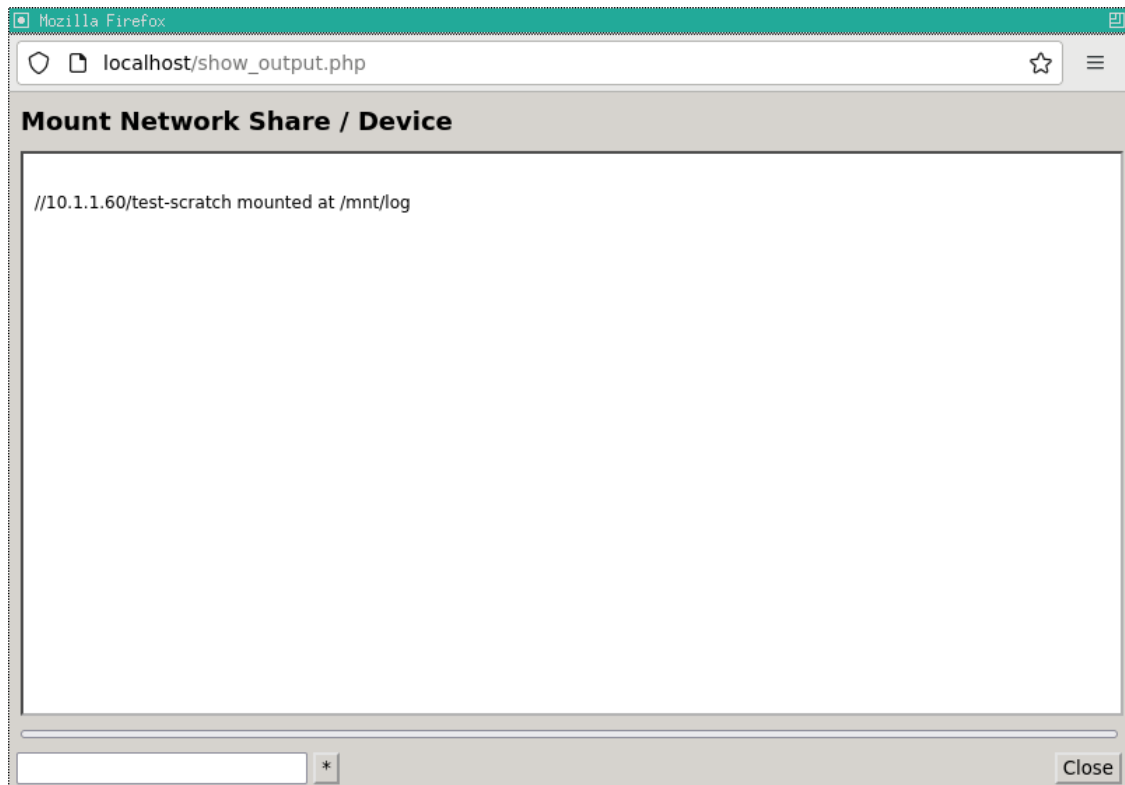 Mozilla Firefox
localhost/show_output.php
Mount Network Share / Device
//10.1.1.60/test-scratch mounted at /mnt/log
*
Close